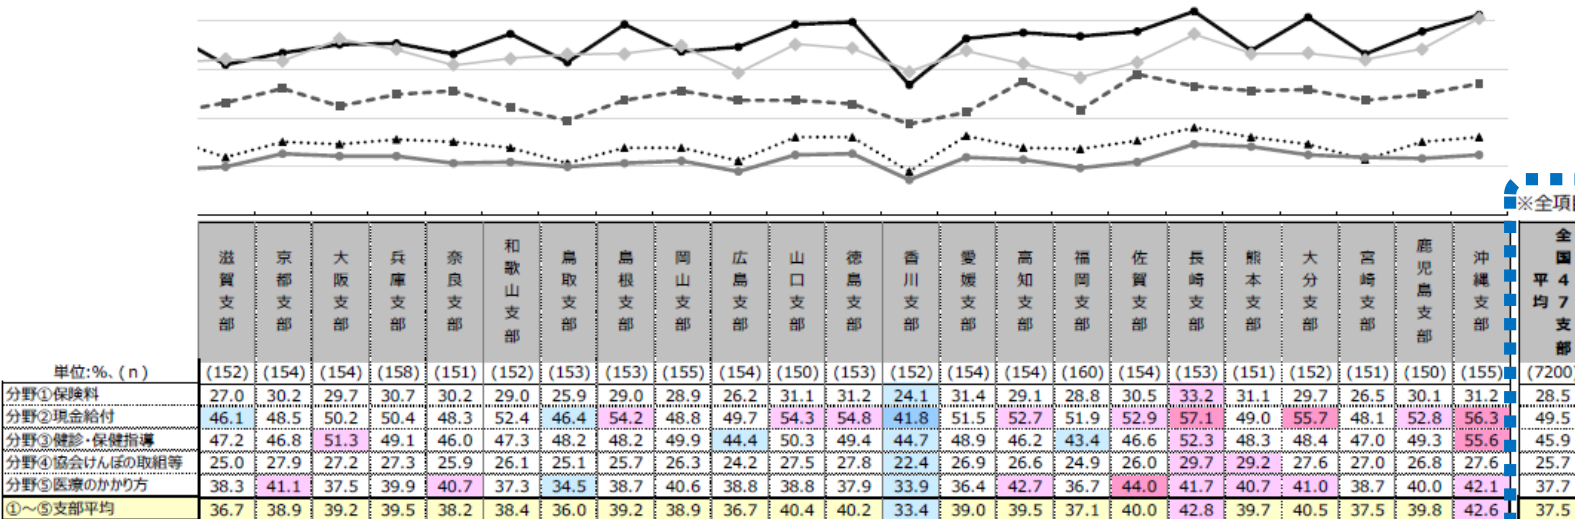 ※全項
滋賀支部 京都支部 大阪支部 兵庫支部 奈良支部 和歌山支部 鳥取支部 島根支部 岡山支部 広島支部 山口支部 徳島支部 香川支部 愛媛支部 高知支部 福岡支部 佐賀支部 長崎支部 熊本支部 大分支部 宮崎支部 鹿児島支部 沖縄支部 全国47支部平均
単位:%、(n) (152) (154) (154) (158) (151) (152) (153) (153) (155) (154) (150) (153) (152) (154) (154) (160) (154) (153) (151) (152) (151) (150) (155) (7200)
分野①保険料 27.0 30.2 29.7 30.7 30.2 29.0 25.9 29.0 28.9 26.2 31.1 31.2 24.1 31.4 29.1 28.8 30.5 33.2 31.1 29.7 26.5 30.1 31.2 28.5
分野②現金給付 46.1 48.5 50.2 50.4 48.3 52.4 46.4 54.2 48.8 49.7 54.3 54.8 41.8 51.5 52.7 51.9 52.9 57.1 49.0 55.7 48.1 52.8 56.3 49.5
分野③健診・保健指導 47.2 46.8 51.3 49.1 46.0 47.3 48.2 48.2 49.9 44.4 50.3 49.4 44.7 48.9 46.2 43.4 46.6 52.3 48.3 48.4 47.0 49.3 55.6 45.9
分野④協会けんぽの取組等 25.0 27.9 27.2 27.3 25.9 26.1 25.1 25.7 26.3 24.2 27.5 27.8 22.4 26.9 26.6 24.9 26.0 29.7 29.2 27.6 27.0 26.8 27.6 25.7
分野⑤医療のかかり方 38.3 41.1 37.5 39.9 40.7 37.3 34.5 38.7 40.6 38.8 38.8 37.9 33.9 36.4 42.7 36.7 44.0 41.7 40.7 41.0 38.7 40.0 42.1 37.7
①～⑤支部平均 36.7 38.9 39.2 39.5 38.2 38.4 36.0 39.2 38.9 36.7 40.4 40.2 33.4 39.0 39.5 37.1 40.0 42.8 39.7 40.5 37.5 39.8 42.6 37.5